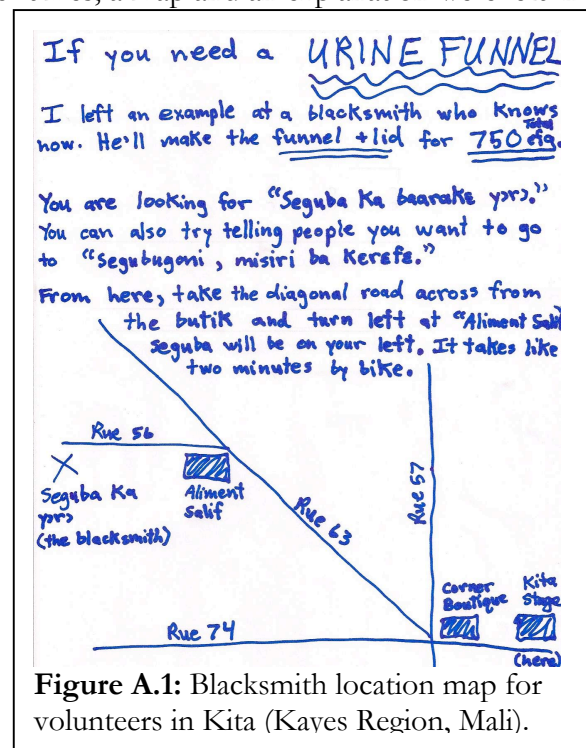 If you need a URINE FUNNEL
I left an example at a blacksmith who knows
now. He'll make the funnel + lid for 750 cfa. Total
You are looking for "Seguba Ka baarakɛ yɔrɔ."
You can also try telling people you want to go
to "Segubugoni, misiri ba kɛrɛfɛ."
From here, take the diagonal road across from
the butik and turn left at "Aliment Salif"
Seguba will be on your left. It takes like
two minutes by bike.
Rue 56
Seguba Ka
yɔrɔ
(the blacksmith)
Aliment
Salif
Rue 63
Rue 57
Corner
Boutique
Kita
Stage
(here)
Rue 74
Figure A.1: Blacksmith location map for
volunteers in Kita (Kayes Region, Mali).